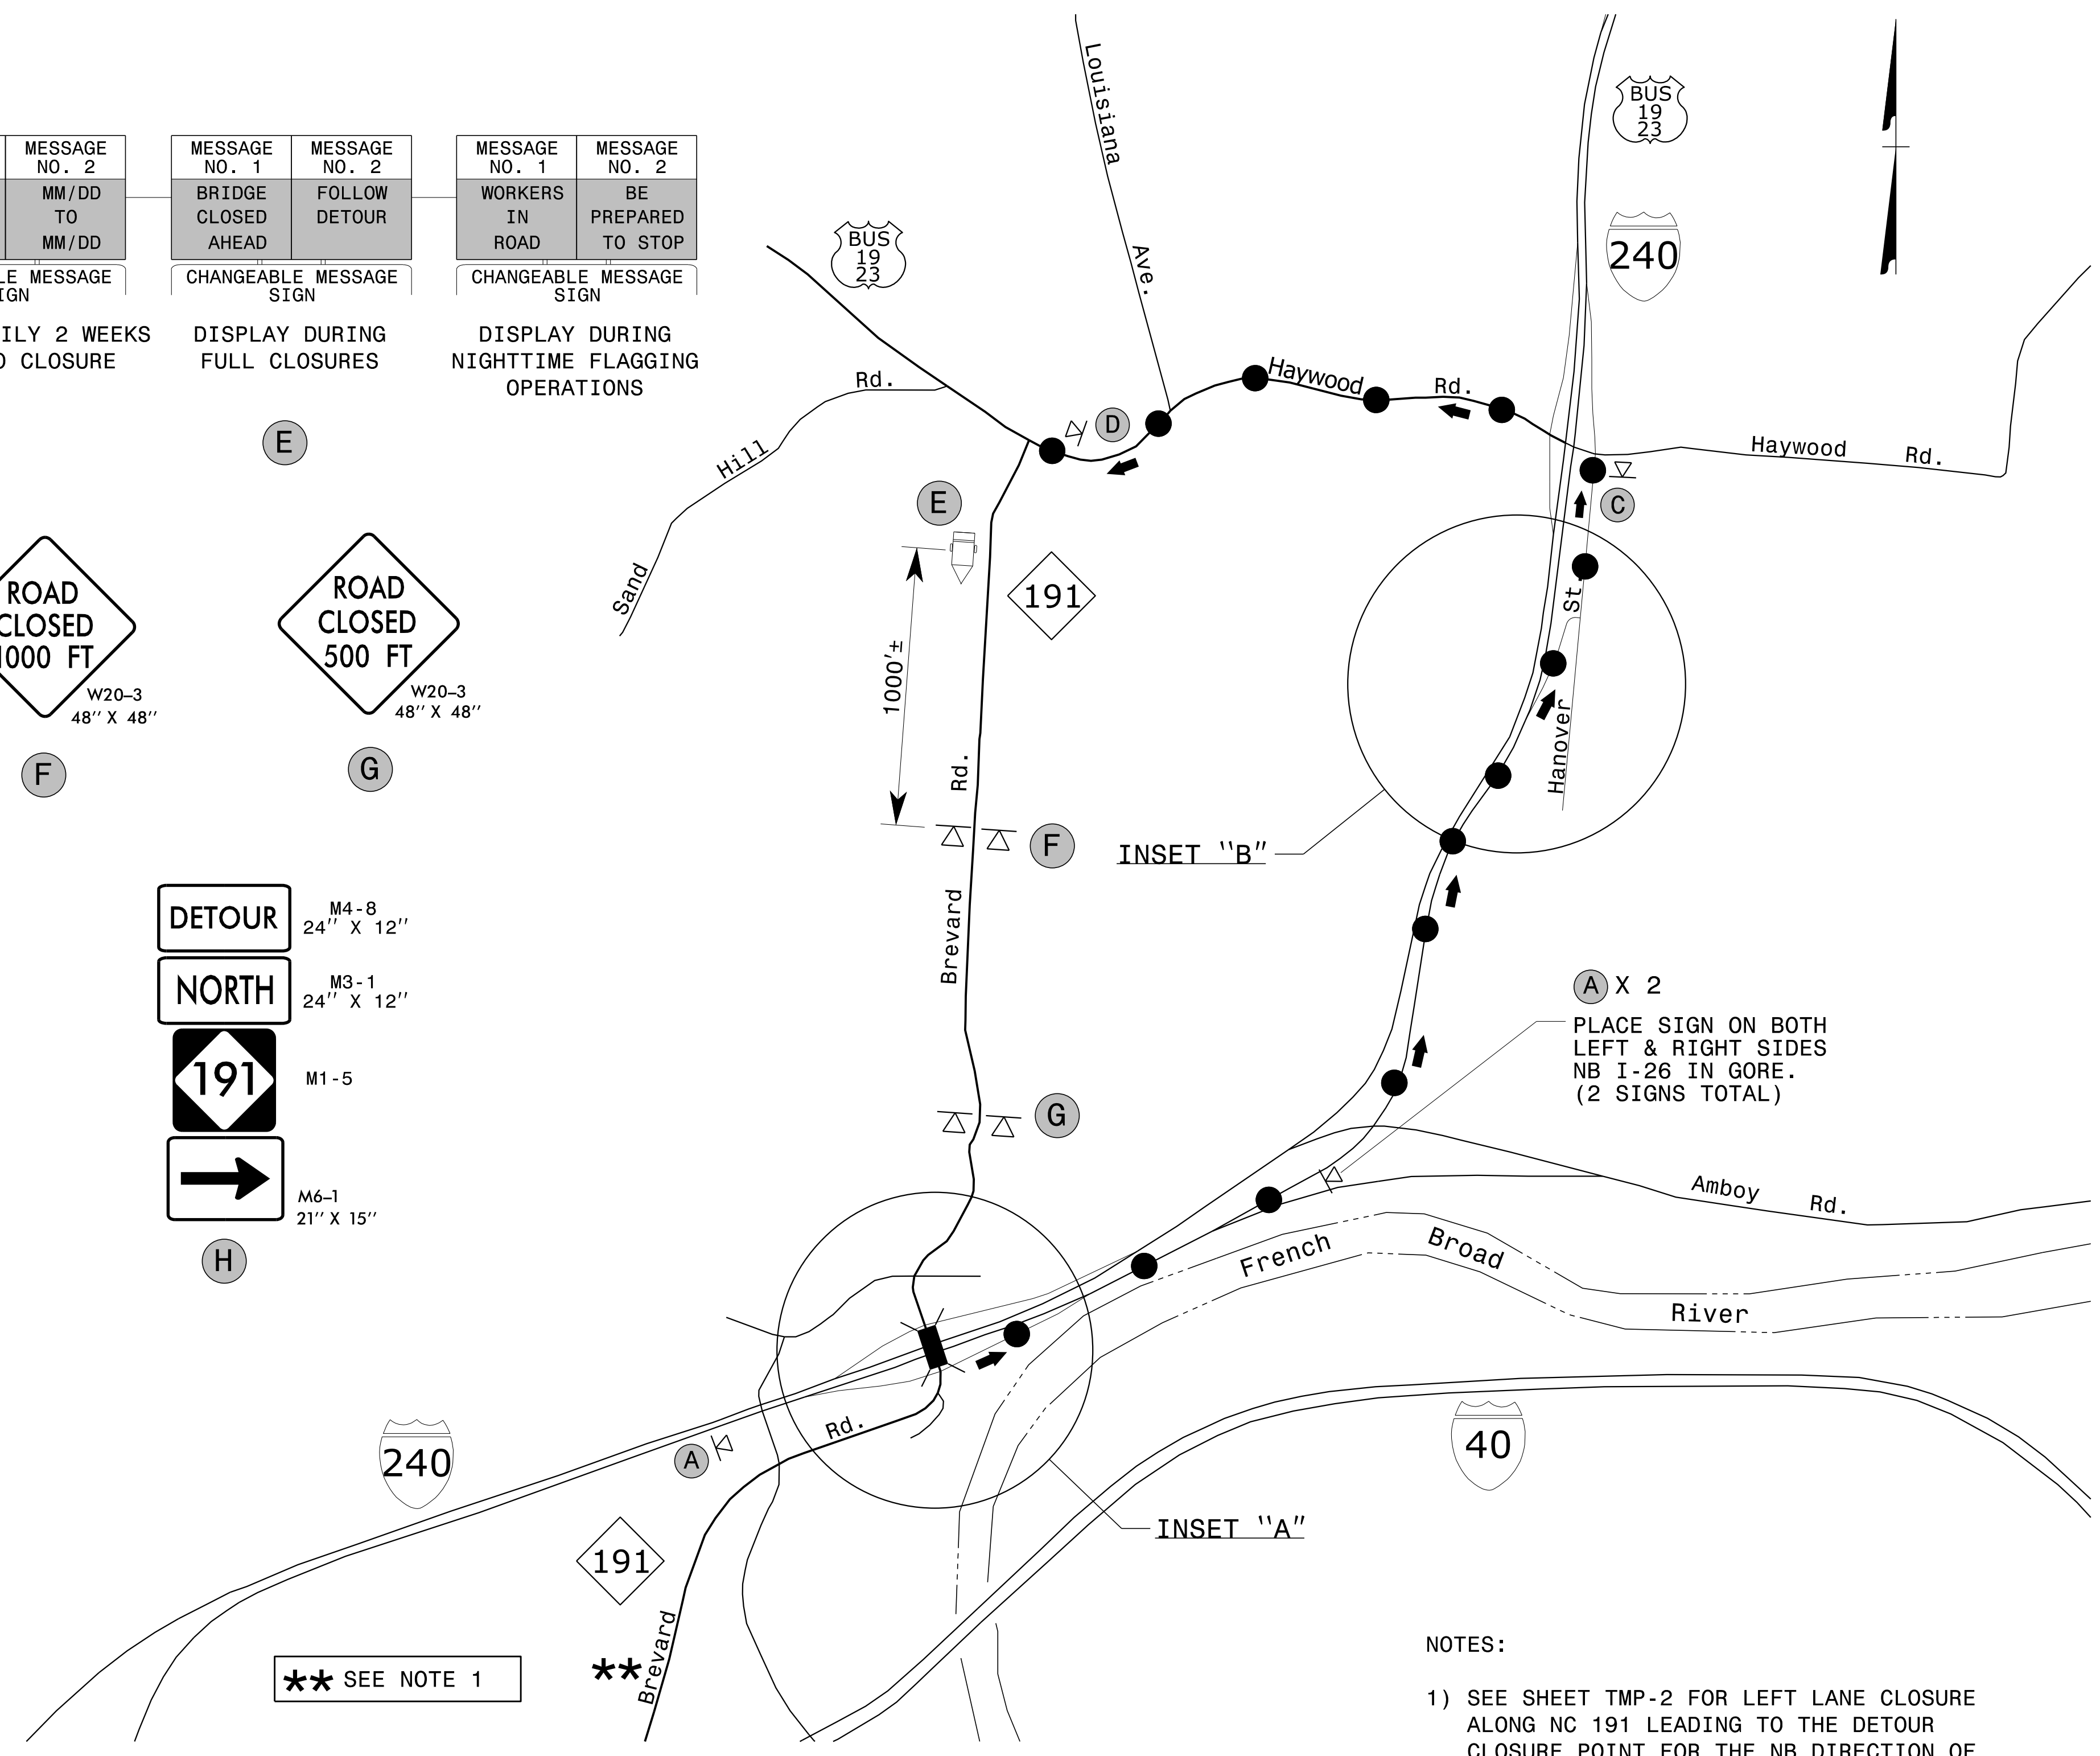 MESSAGE
NO. 2
MM/DD
TO
MM/DD
LE MESSAGE
IGN
ILY 2 WEEKS
O CLOSURE
MESSAGE NO. 1
MESSAGE NO. 2
BRIDGE
CLOSED
AHEAD
FOLLOW
DETOUR
CHANGEABLE MESSAGE
SIGN
DISPLAY DURING
FULL CLOSURES
MESSAGE NO. 1
MESSAGE NO. 2
WORKERS
IN
ROAD
BE
PREPARED
TO STOP
CHANGEABLE MESSAGE
SIGN
DISPLAY DURING
NIGHTTIME FLAGGING
OPERATIONS
E
ROAD
CLOSED
1000 FT
W20-3
48" X 48"
F
ROAD
CLOSED
500 FT
W20-3
48" X 48"
G
DETOUR
M4-8
24" X 12"
NORTH
M3-1
24" X 12"
191
M1-5
M6-1
21" X 15"
H
Louisiana Ave.
BUS
19
23
BUS
19
23
240
Haywood Rd.
Haywood Rd.
D
C
Sand Hill Rd.
E
191
1000'±
Brevard Rd.
F
G
Hanover St.
INSET "B"
A X 2
PLACE SIGN ON BOTH
LEFT & RIGHT SIDES
NB I-26 IN GORE.
(2 SIGNS TOTAL)
Amboy Rd.
French Broad River
240
A
40
INSET "A"
191
Brevard Rd.
**
** SEE NOTE 1
NOTES:
1) SEE SHEET TMP-2 FOR LEFT LANE CLOSURE
ALONG NC 191 LEADING TO THE DETOUR
CLOSURE POINT FOR THE NB DIRECTION OF